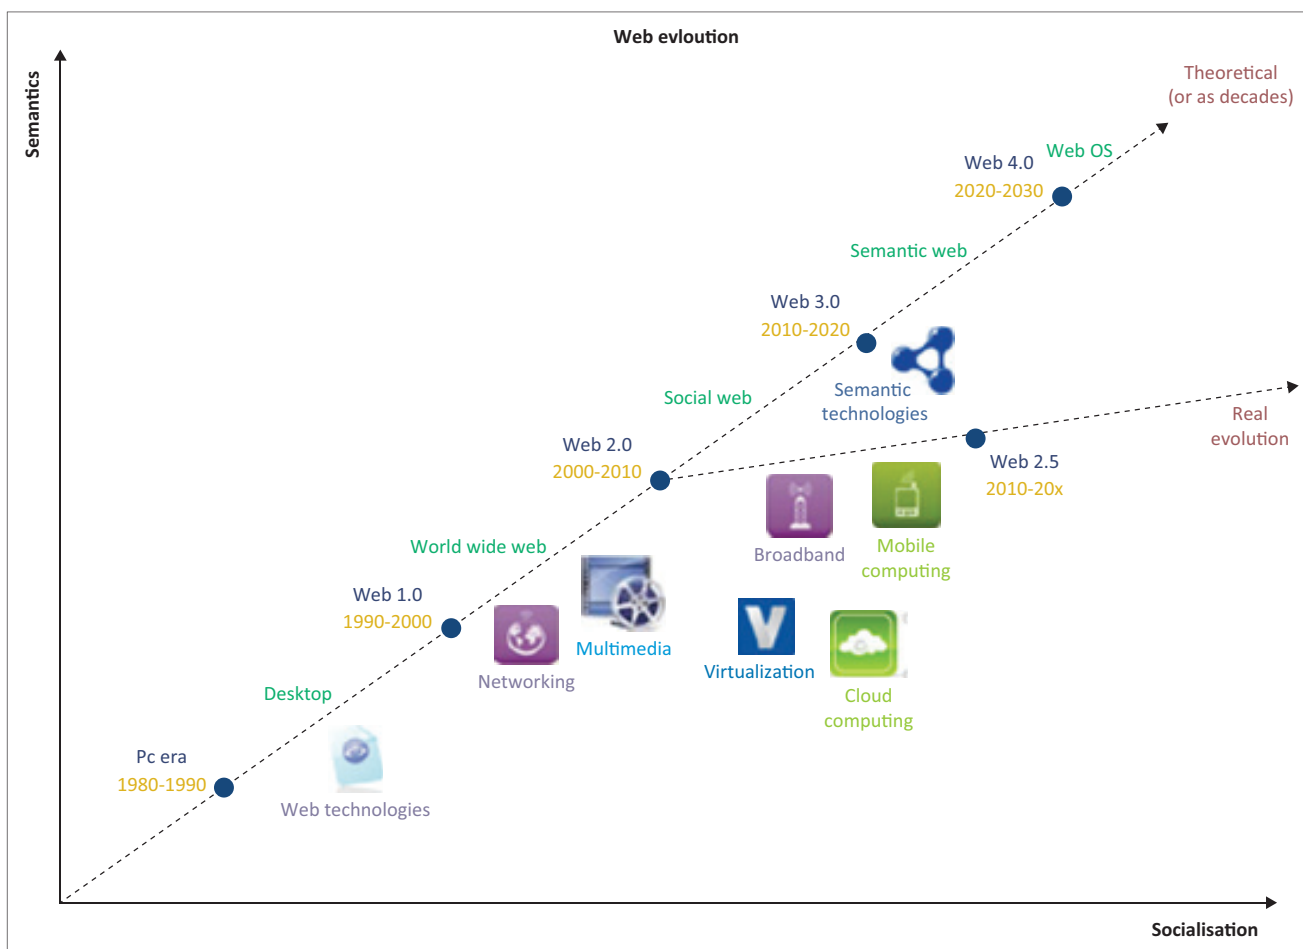 Web evloution
Semantics
Theoretical
(or as decades)
Web OS
Web 4.0
2020-2030
Semantic web
Web 3.0
2010-2020
Semantic
technologies
Social web
Real
evolution
Web 2.0
2000-2010
Web 2.5
2010-20x
Broadband
Mobile
computing
World wide web
Web 1.0
1990-2000
Networking
Multimedia
V
Virtualization
Cloud
computing
Desktop
Pc era
1980-1990
Web technologies
Socialisation